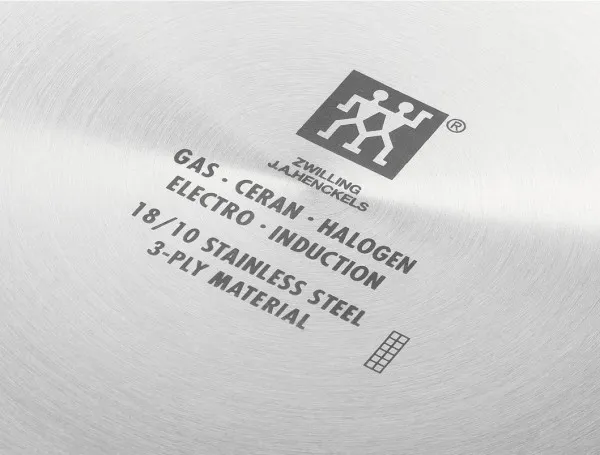 ®
ZWILLING
J.A.HENCKELS
GAS · CERAN · HALOGEN
ELECTRO · INDUCTION
18/10 STAINLESS STEEL
3-PLY MATERIAL